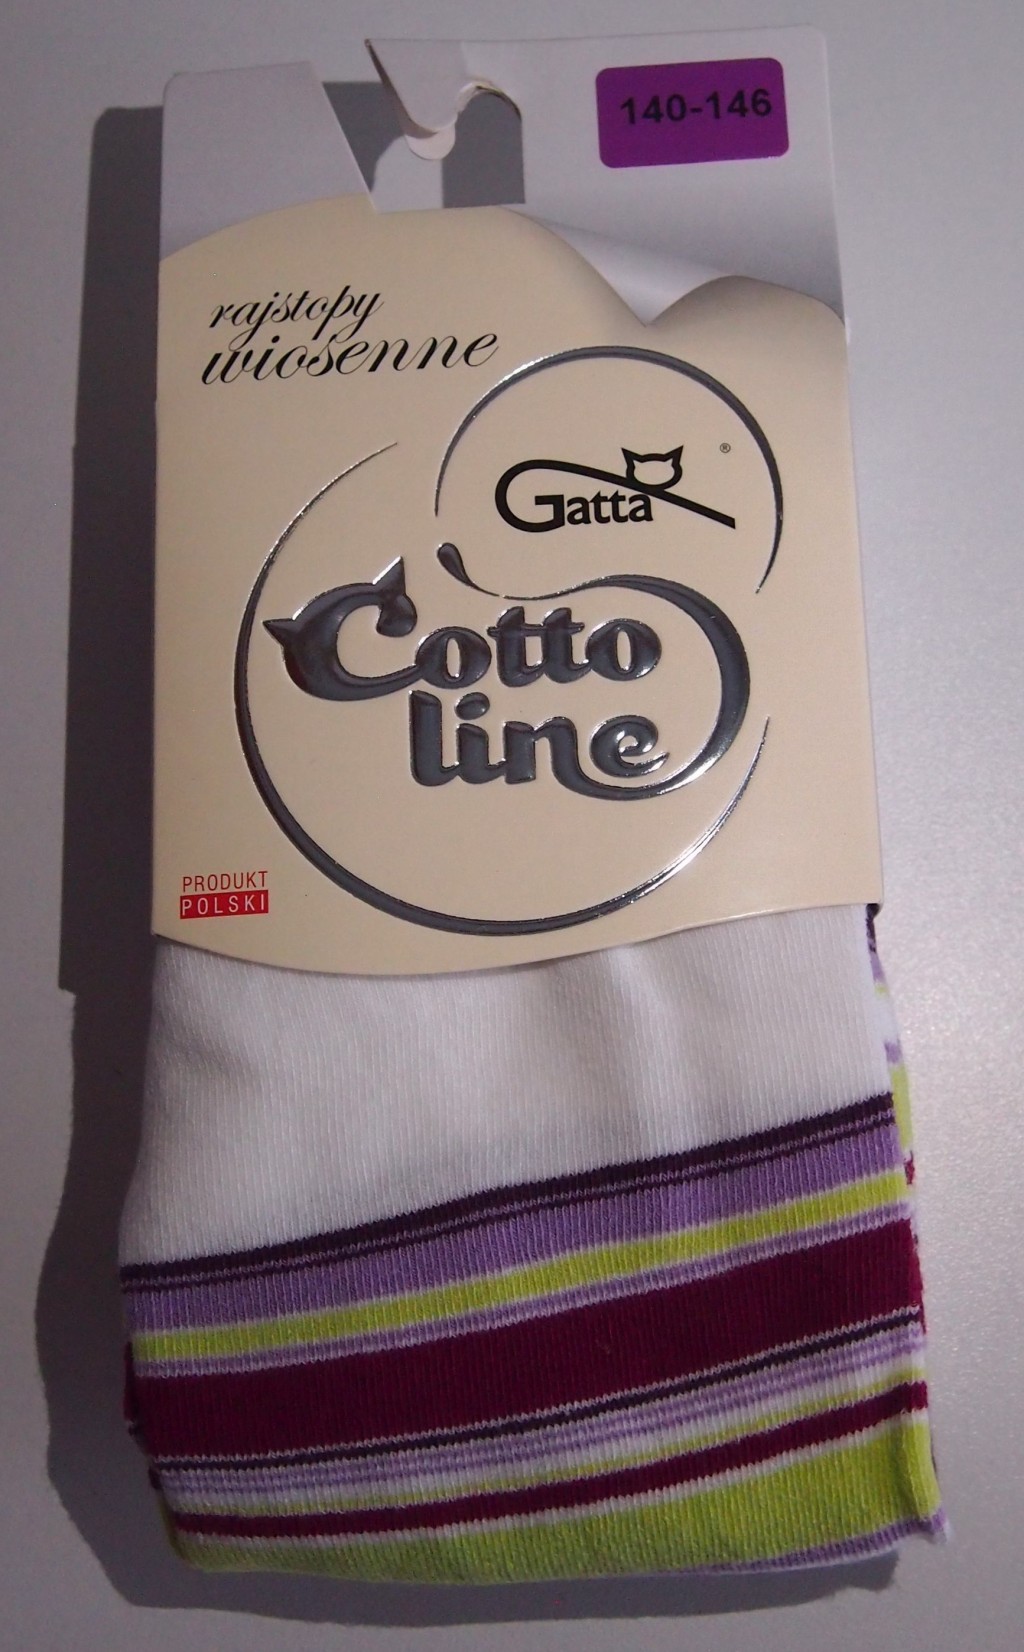 140-146
rajstopy
wiosenne
Gatta®
Cotto
line
PRODUKT
POLSKI